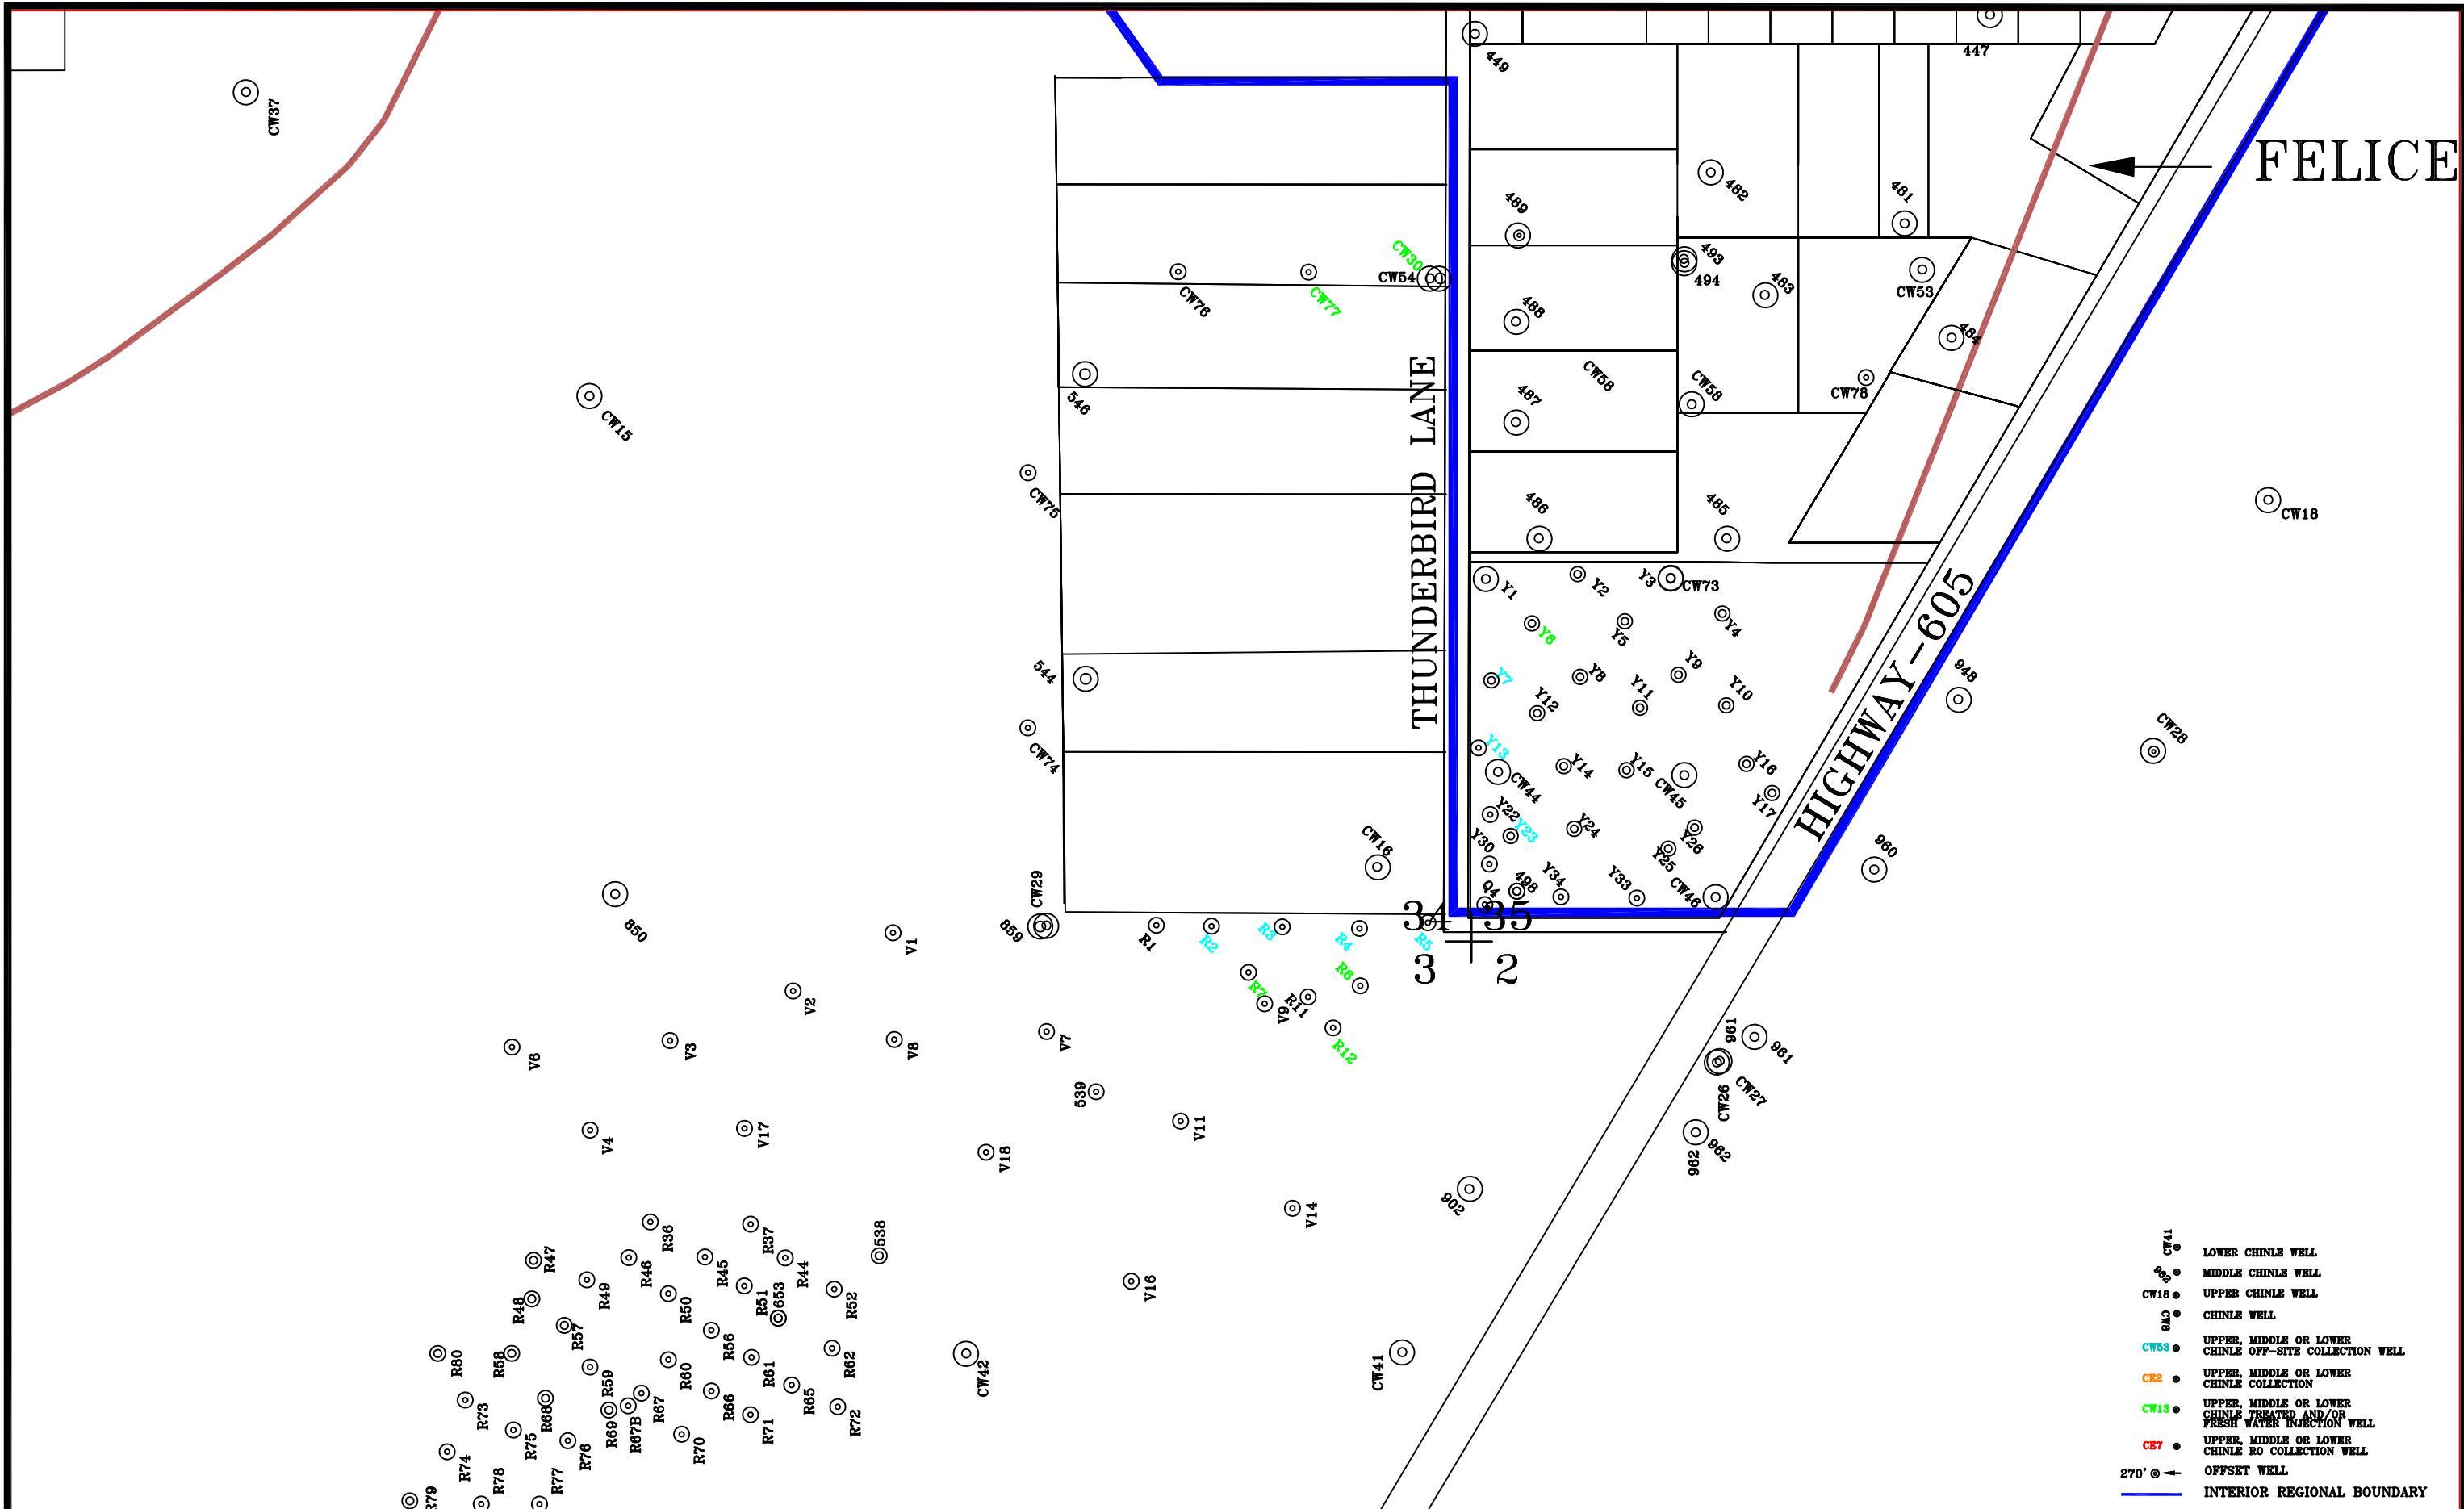 449
447
CW37
FELICE
482
481
489
CW30
CW54
493
494
483
CW53
CW76
CW77
488
484
CW58
CW58
CW78
546
487
CW15
THUNDERBIRD LANE
CW75
486
485
CW18
Y1
Y2
Y3
CW73
Y4
Y6
Y5
HIGHWAY-605
544
Y7
Y8
Y9
948
Y12
Y11
Y10
CW74
Y13
CW28
Y14
Y15
Y16
CW44
CW45
Y17
Y22
Y23
Y24
Y26
Y30
Y25
CW16
960
CW29
Q4
498
Y34
Y33
CW46
850
859
V1
R1
R2
R3
R4
R5
34
35
3
2
R6
R7
V9
R11
R12
V2
V6
V3
V8
V7
961
961
CW26
CW27
539
V4
V17
V11
V18
962
962
902
V14
R36
R37
538
R47
R46
R45
R44
R49
R48
R50
R51
653
R52
V16
R57
R56
R80
R58
R59
R60
R61
R62
CW42
CW41
R73
R68
R69
R67B
R67
R66
R65
R71
R72
R75
R76
R70
R74
R78
R77
R79
CW41 LOWER CHINLE WELL
962 MIDDLE CHINLE WELL
CW18 UPPER CHINLE WELL
CW8 CHINLE WELL
CW53 UPPER, MIDDLE OR LOWER
CHINLE OFF-SITE COLLECTION WELL
CE2 UPPER, MIDDLE OR LOWER
CHINLE COLLECTION
CW13 UPPER, MIDDLE OR LOWER
CHINLE TREATED AND/OR
FRESH WATER INJECTION WELL
CE7 UPPER, MIDDLE OR LOWER
CHINLE RO COLLECTION WELL
270' OFFSET WELL
INTERIOR REGIONAL BOUNDARY